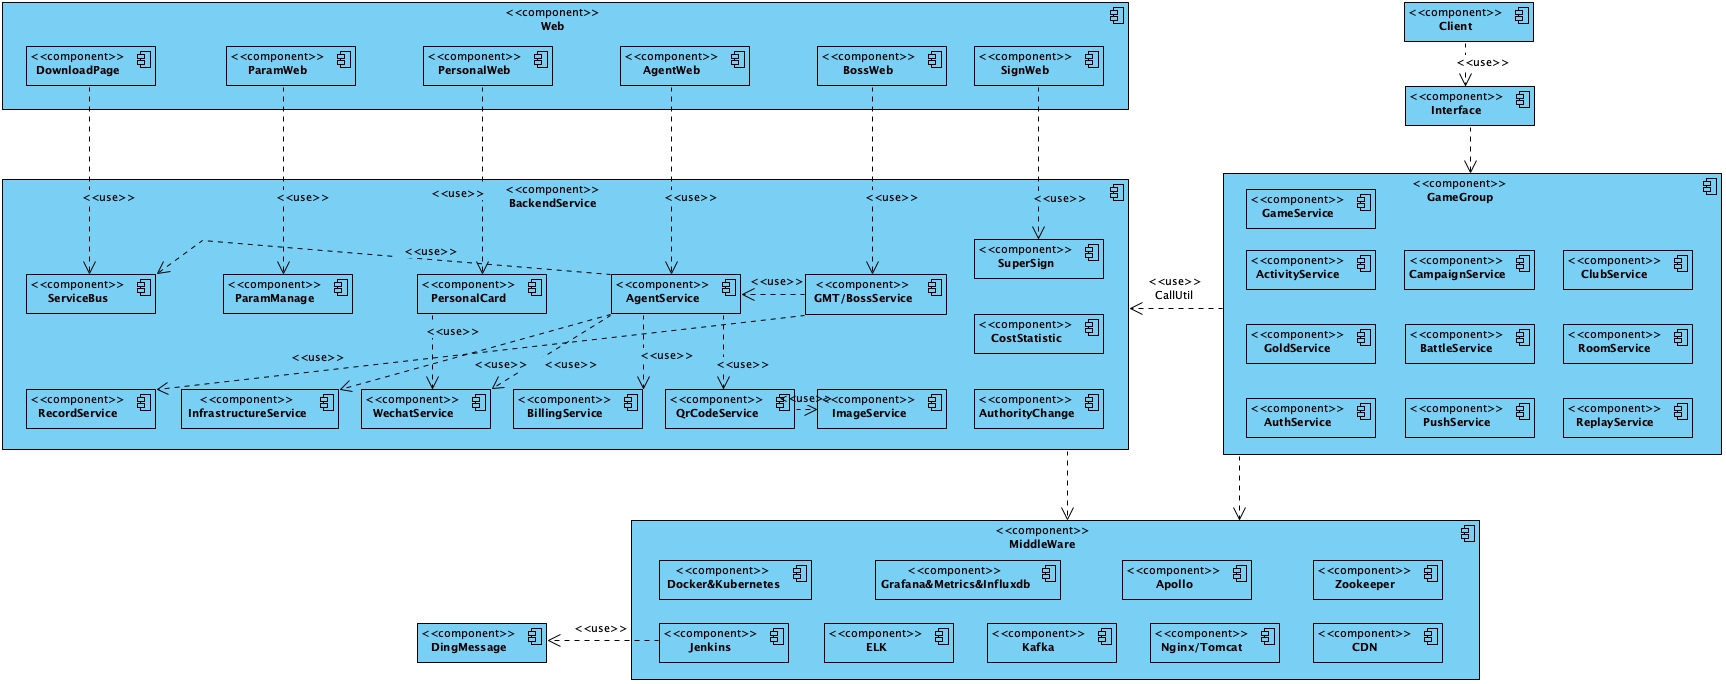 <<component>>
Web
<<component>>
DownloadPage
<<component>>
ParamWeb
<<component>>
PersonalWeb
<<component>>
AgentWeb
<<component>>
BossWeb
<<component>>
SignWeb
<<component>>
Client
<<use>>
<<component>>
Interface
<<component>>
BackendService
<<use>>
<<use>>
<<use>>
<<use>>
<<use>>
<<use>>
<<component>>
SuperSign
<<use>>
<<component>>
ServiceBus
<<component>>
ParamManage
<<component>>
PersonalCard
<<component>>
AgentService
<<use>>
<<component>>
GMT/BossService
<<component>>
CostStatistic
<<use>>
<<use>>
<<use>>
<<use>>
<<use>>
<<use>>
<<component>>
RecordService
<<component>>
InfrastructureService
<<component>>
WechatService
<<component>>
BillingService
<<component>>
QrCodeService
<<use>>
<<component>>
ImageService
<<component>>
AuthorityChange
<<use>>
CallUtil
<<component>>
GameGroup
<<component>>
GameService
<<component>>
ActivityService
<<component>>
CampaignService
<<component>>
ClubService
<<component>>
GoldService
<<component>>
BattleService
<<component>>
RoomService
<<component>>
AuthService
<<component>>
PushService
<<component>>
ReplayService
<<component>>
MiddleWare
<<component>>
Docker&Kubernetes
<<component>>
Grafana&Metrics&Influxdb
<<component>>
Apollo
<<component>>
Zookeeper
<<component>>
DingMessage
<<use>>
<<component>>
Jenkins
<<component>>
ELK
<<component>>
Kafka
<<component>>
Nginx/Tomcat
<<component>>
CDN